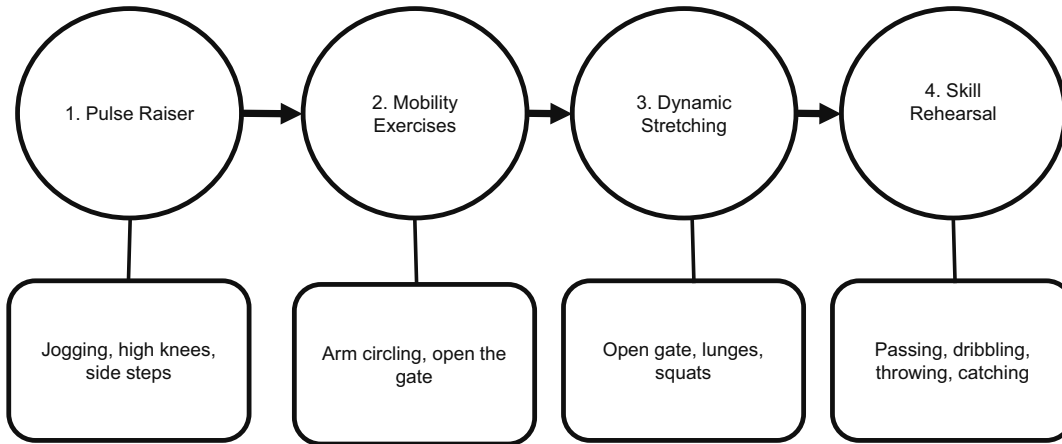 1. Pulse Raiser
2. Mobility
Exercises
3. Dynamic
Stretching
4. Skill
Rehearsal
Jogging, high knees,
side steps
Arm circling, open the
gate
Open gate, lunges,
squats
Passing, dribbling,
throwing, catching